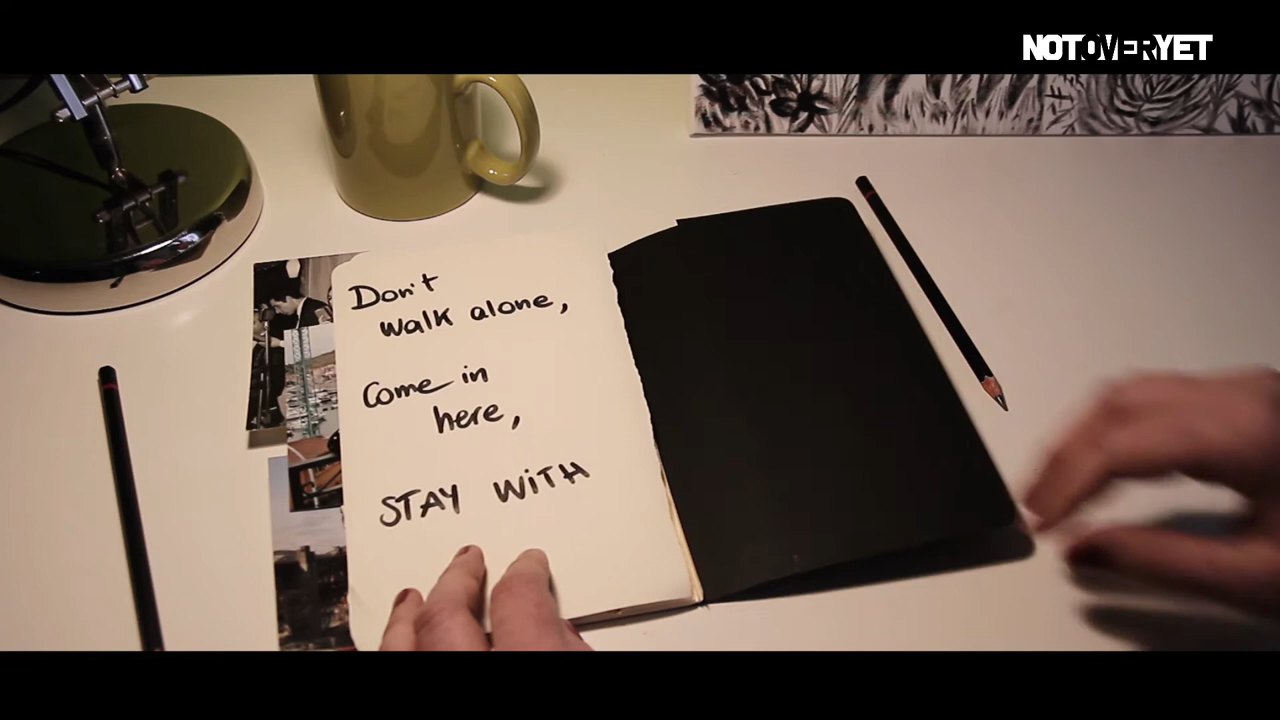 NOTOVERYET
Don't
walk alone,
Come in
here,
STAY WITH